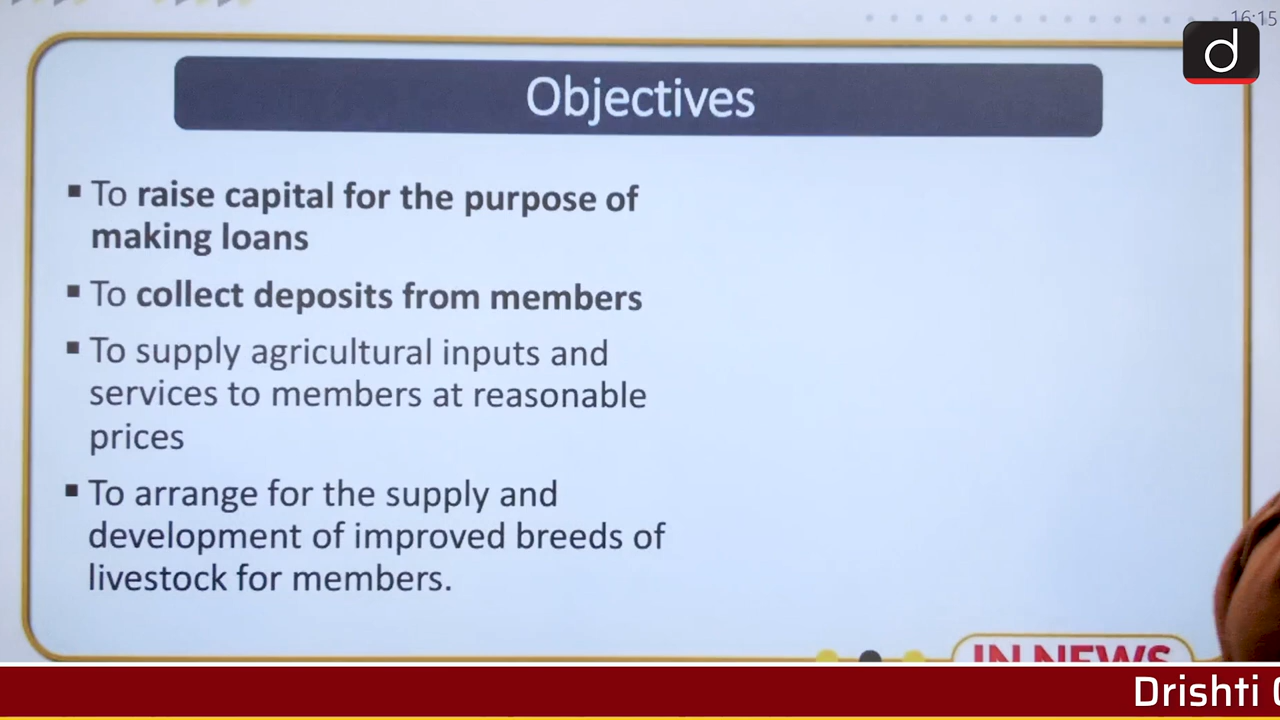 16:15
d
Objectives
▪ To raise capital for the purpose of
making loans
▪ To collect deposits from members
▪ To supply agricultural inputs and
services to members at reasonable
prices
▪ To arrange for the supply and
development of improved breeds of
livestock for members.
IN NEWS
Drishti